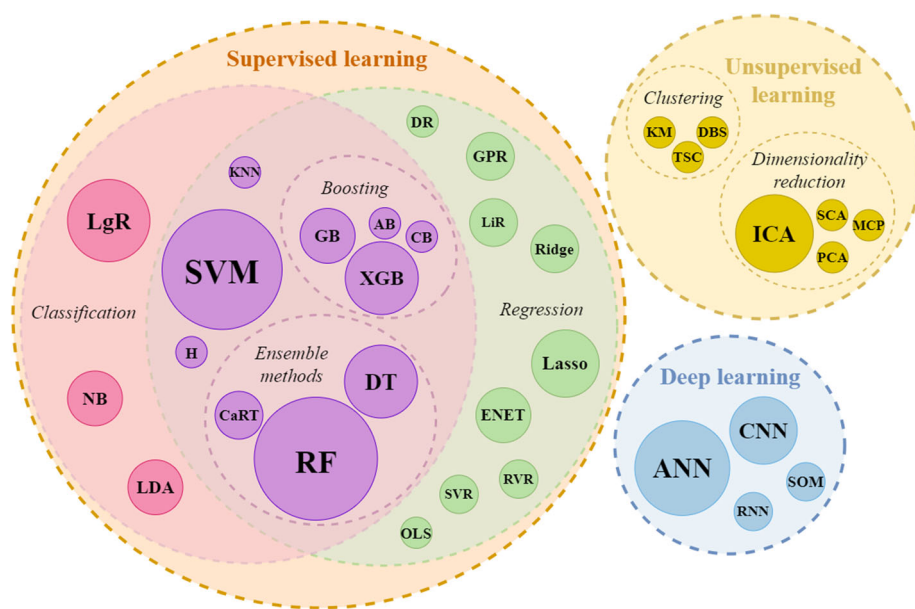 Supervised learning
Classification
LgR
NB
LDA
KNN
SVM
H
Boosting
GB
AB
CB
XGB
Ensemble
methods
CaRT
DT
RF
Regression
DR
GPR
LiR
Ridge
Lasso
ENET
RVR
SVR
OLS
Unsupervised
learning
Clustering
KM
DBS
TSC
Dimensionality
reduction
ICA
SCA
MCP
PCA
Deep learning
ANN
CNN
SOM
RNN